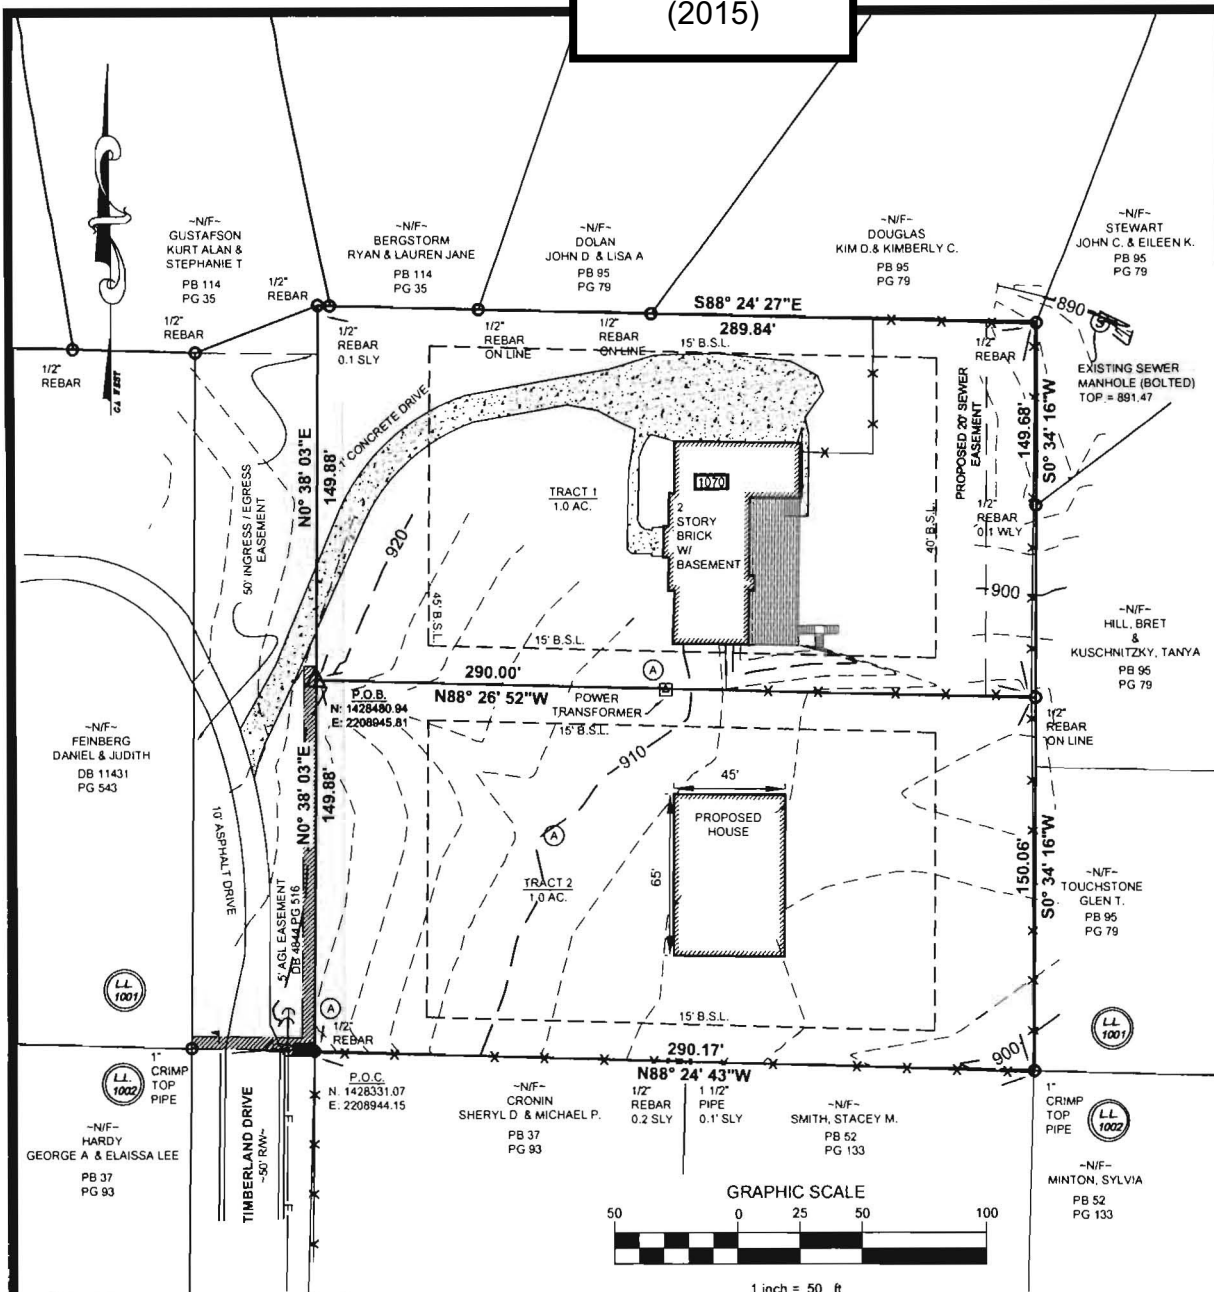 (2015)
~N/F~
GUSTAFSON
KURT ALAN &
STEPHANIE T
PB 114
PG 35
~N/F~
BERGSTORM
RYAN & LAUREN JANE
PB 114
PG 35
~N/F~
DOLAN
JOHN D & LISA A
PB 95
PG 79
~N/F~
DOUGLAS
KIM D.& KIMBERLY C.
PB 95
PG 79
~N/F~
STEWART
JOHN C. & EILEEN K.
PB 95
PG 79
1/2"
REBAR
1/2"
REBAR
1/2"
REBAR
GA WEST
1/2"
REBAR
0.1 SLY
1/2"
REBAR
ON LINE
1/2"
REBAR
ON LINE
S88° 24' 27"E
289.84'
15' B.S.L.
1/2"
REBAR
890
S
EXISTING SEWER
MANHOLE (BOLTED)
TOP = 891.47
PROPOSED 20' SEWER
EASEMENT
149.68'
S0° 34' 16"W
N0° 38' 03"E
149.88'
CONCRETE DRIVE
50' INGRESS / EGRESS
EASEMENT
TRACT 1
1.0 AC.
1070
2
STORY
BRICK
W/
BASEMENT
40' B.S.L.
1/2"
REBAR
0.1 WLY
920
900
45' B.S.L.
15' B.S.L.
~N/F~
HILL, BRET
&
KUSCHNITZKY, TANYA
PB 95
PG 79
290.00'
N88° 26' 52"W
A
POWER
TRANSFORMER
P.O.B.
N: 1428480.94
E: 2208945.81
15' B.S.L.
1/2"
REBAR
ON LINE
~N/F~
FEINBERG
DANIEL & JUDITH
DB 11431
PG 543
N0° 38' 03"E
149.88'
910
45'
PROPOSED
HOUSE
65'
A
TRACT 2
1.0 AC.
10' ASPHALT DRIVE
5' AGL EASEMENT
DB 4844 PG 516
150.06'
S0° 34' 16"W
~N/F~
TOUCHSTONE
GLEN T.
PB 95
PG 79
L.L.
1001
A
1/2"
REBAR
15' B.S.L.
L.L.
1001
290.17'
N88° 24' 43"W
900
1"
CRIMP
TOP
PIPE
L.L.
1002
P.O.C.
N. 1428331.07
E: 2208944.15
~N/F~
CRONIN
SHERYL D & MICHAEL P.
PB 37
PG 93
1/2"
REBAR
0.2 SLY
1 1/2"
PIPE
0.1' SLY
~N/F~
SMITH, STACEY M.
PB 52
PG 133
1"
CRIMP
TOP
PIPE
L.L.
1002
~N/F~
HARDY
GEORGE A & ELAISSA LEE
PB 37
PG 93
TIMBERLAND DRIVE
~50' R/W~
E
E
~N/F~
MINTON, SYLVIA
PB 52
PG 133
GRAPHIC SCALE
50 0 25 50 100
1 inch = 50 ft